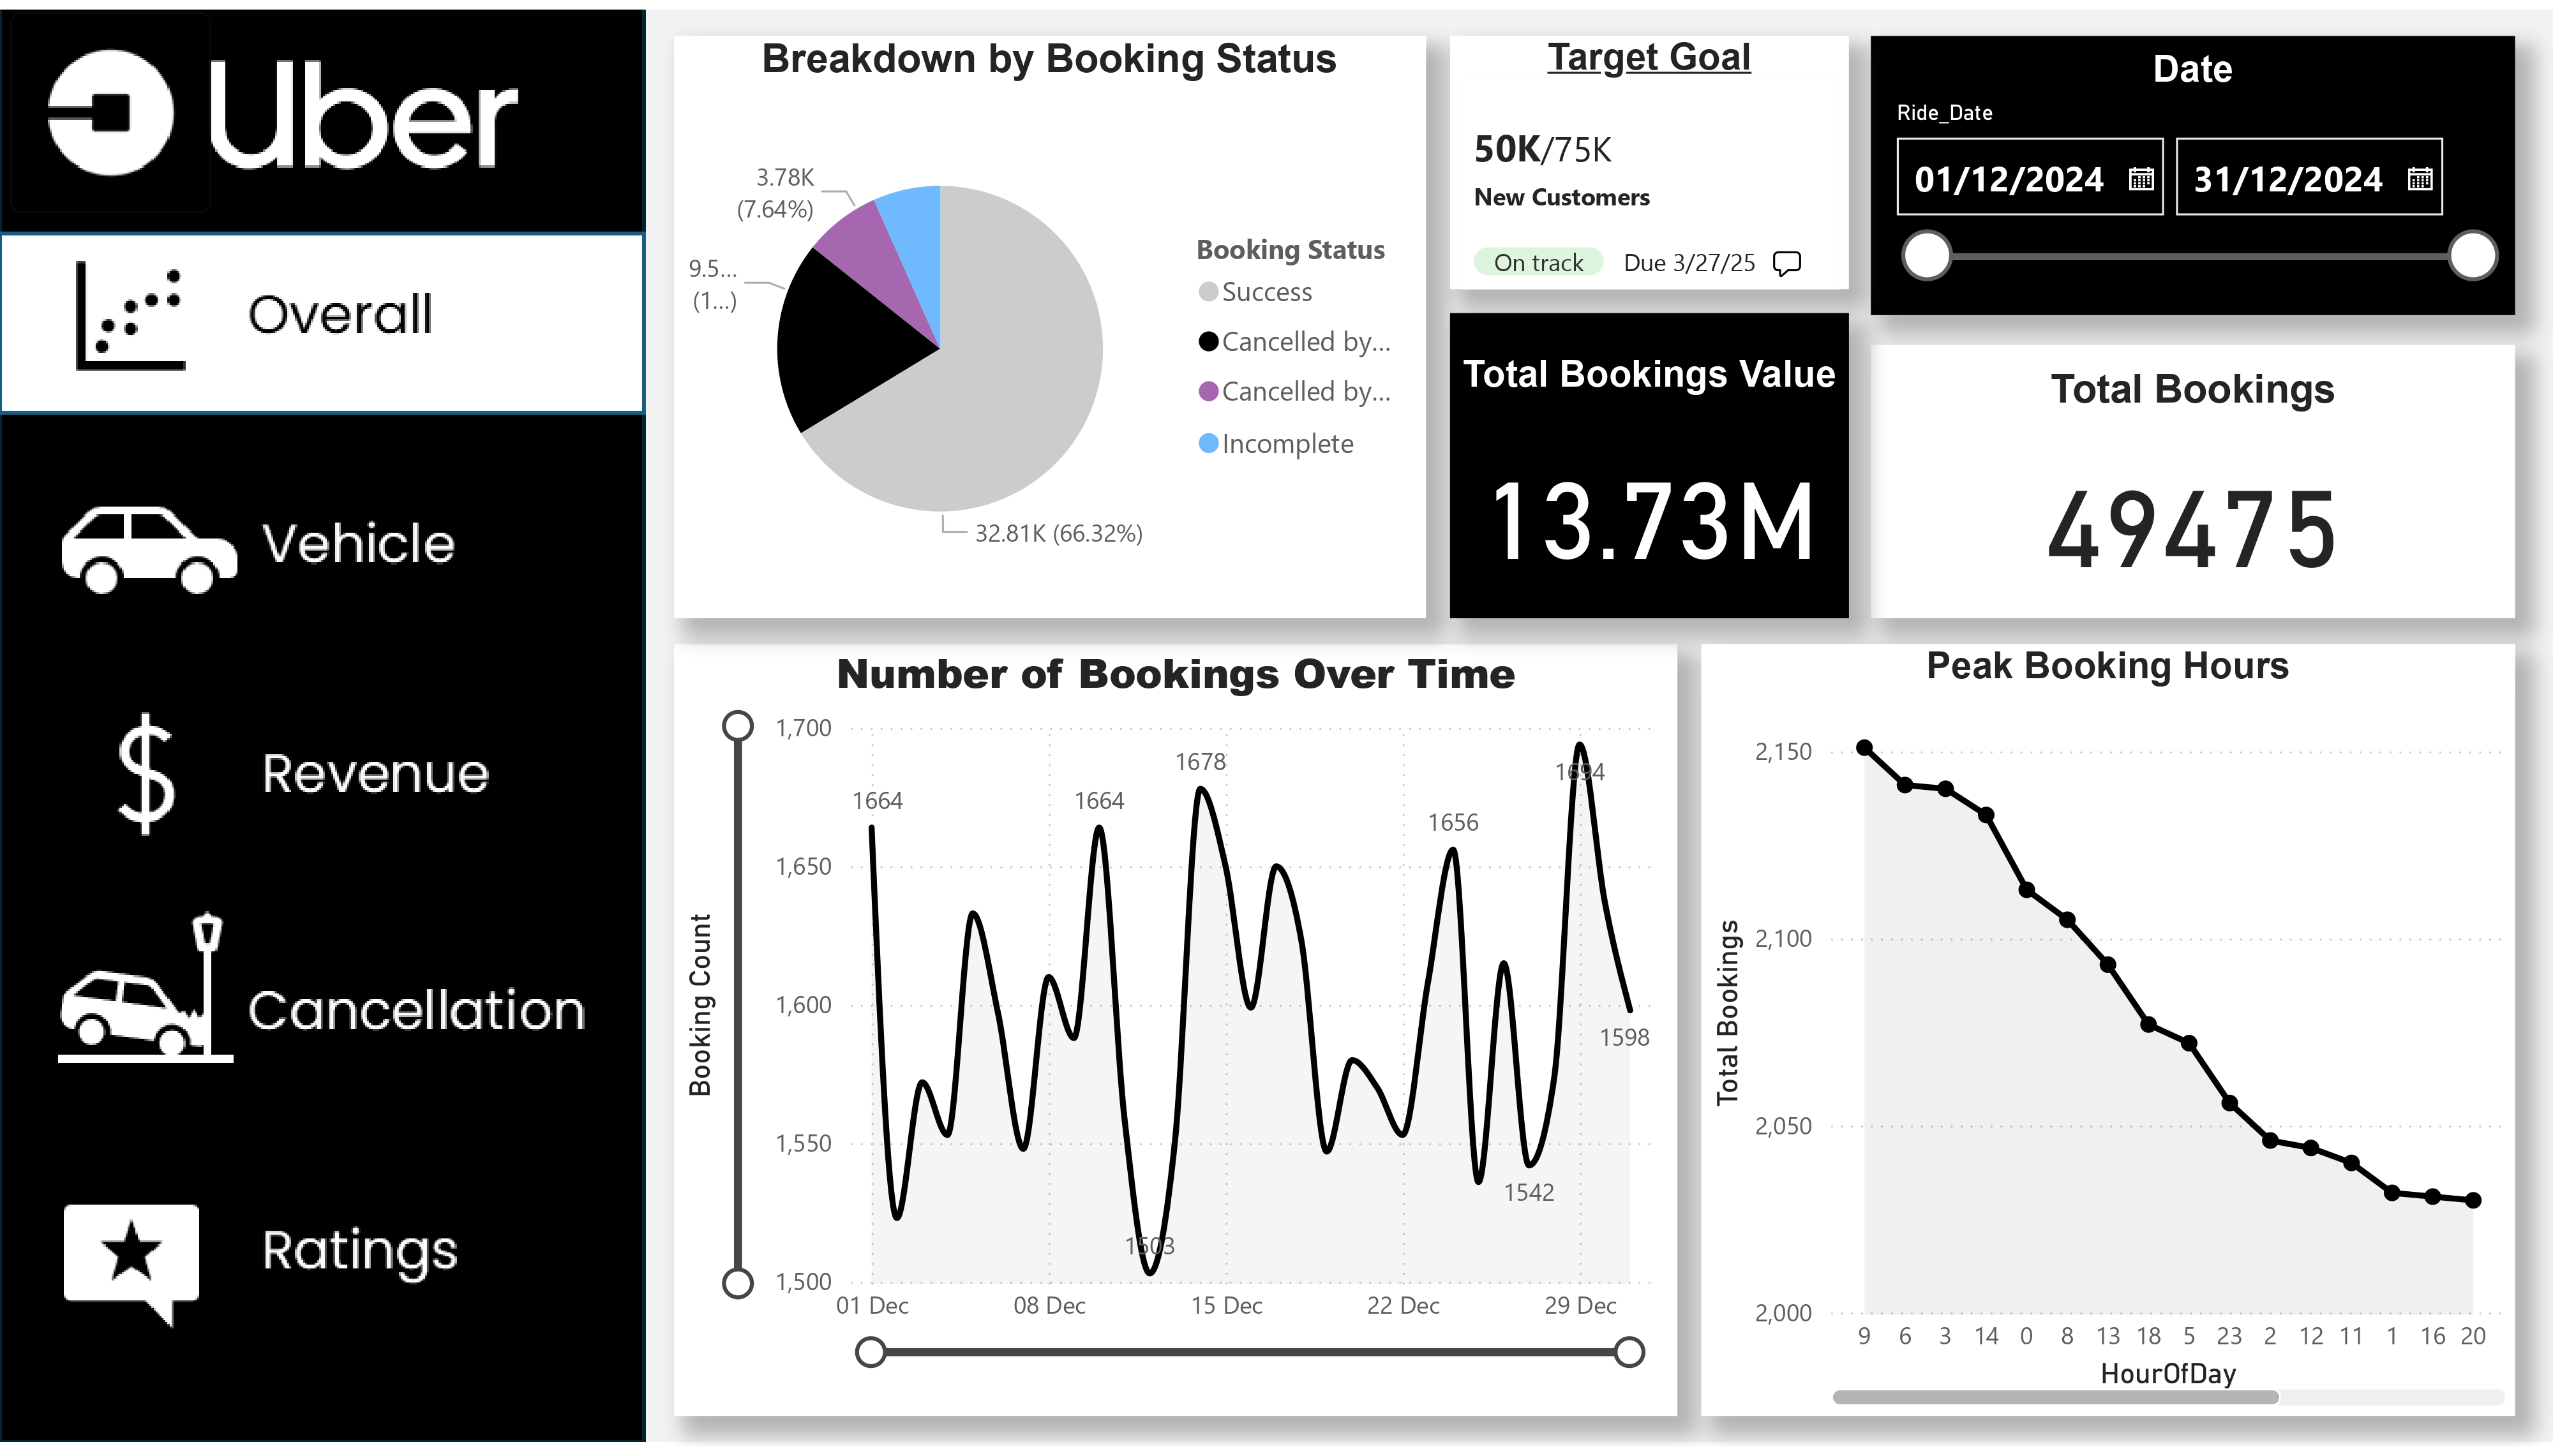 Uber
Overall
Vehicle
Revenue
Cancellation
Ratings
Breakdown by Booking Status
3.78K
(7.64%)
9.5...
(1...)
32.81K (66.32%)
Booking Status
Success
Cancelled by...
Cancelled by...
Incomplete
Target Goal
50K/75K
New Customers
On track Due 3/27/25
Date
Ride_Date
01/12/2024 31/12/2024
Total Bookings Value
13.73M
Total Bookings
49475
Number of Bookings Over Time
Booking Count
1,700
1,650
1,600
1,550
1,500
1664
1664
1503
1678
1656
1542
1694
1598
01 Dec 08 Dec 15 Dec 22 Dec 29 Dec
Peak Booking Hours
Total Bookings
2,150
2,100
2,050
2,000
9 6 3 14 0 8 13 18 5 23 2 12 11 1 16 20
HourOfDay